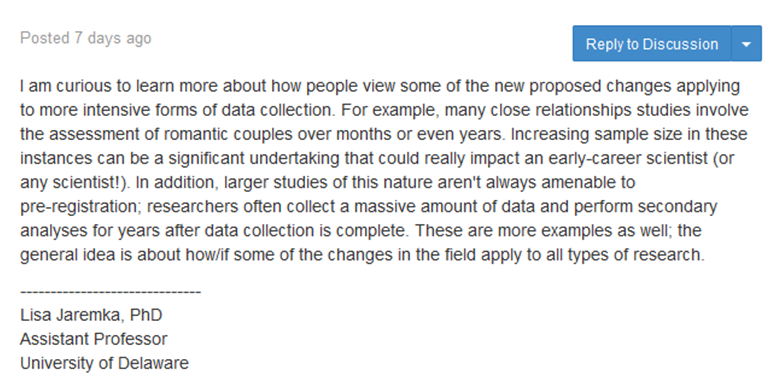 Posted 7 days ago
Reply to Discussion
I am curious to learn more about how people view some of the new proposed changes applying
to more intensive forms of data collection. For example, many close relationships studies involve
the assessment of romantic couples over months or even years. Increasing sample size in these
instances can be a significant undertaking that could really impact an early-career scientist (or
any scientist!). In addition, larger studies of this nature aren't always amenable to
pre-registration; researchers often collect a massive amount of data and perform secondary
analyses for years after data collection is complete. These are more examples as well; the
general idea is about how/if some of the changes in the field apply to all types of research.
------------------------------
Lisa Jaremka, PhD
Assistant Professor
University of Delaware